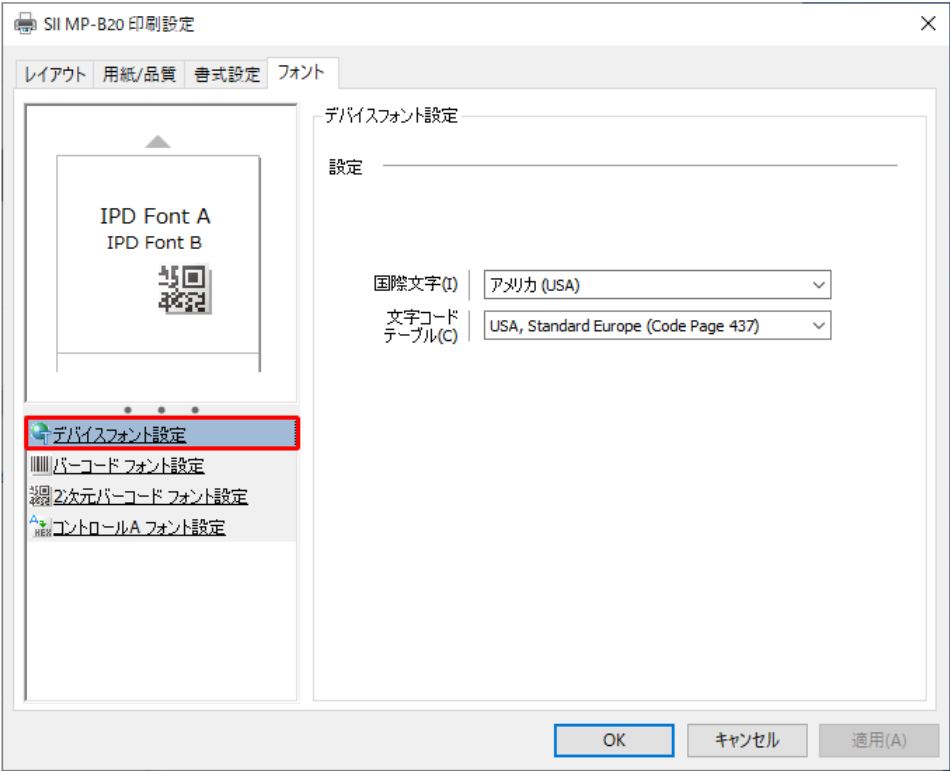 SII MP-B20 印刷設定
レイアウト 用紙/品質 書式設定 フォント
IPD Font A
IPD Font B
デバイスフォント設定
バーコード フォント設定
2次元バーコード フォント設定
コントロールA フォント設定
デバイスフォント設定
設定
国際文字(I) アメリカ (USA)
文字コード
テーブル(C) USA, Standard Europe (Code Page 437)
OK キャンセル 適用(A)